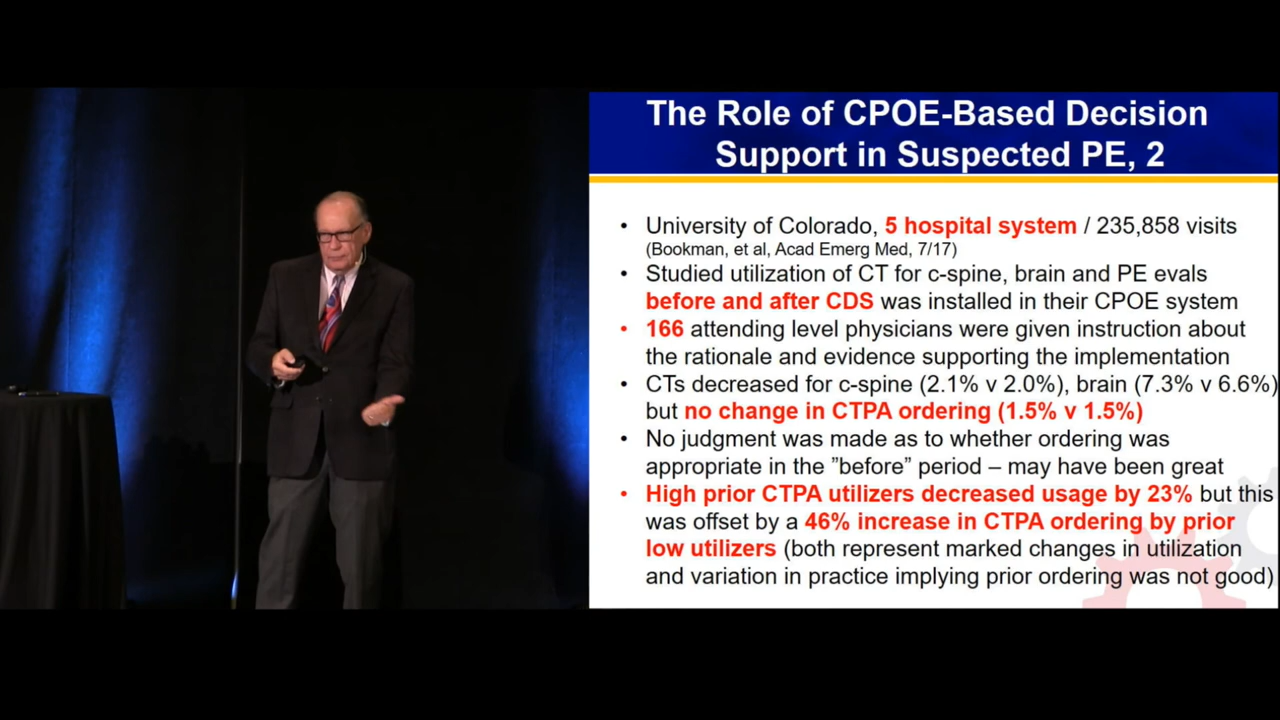 The Role of CPOE-Based Decision
Support in Suspected PE, 2
• University of Colorado, 5 hospital system / 235,858 visits
(Bookman, et al, Acad Emerg Med, 7/17)
• Studied utilization of CT for c-spine, brain and PE evals
before and after CDS was installed in their CPOE system
• 166 attending level physicians were given instruction about
the rationale and evidence supporting the implementation
• CTs decreased for c-spine (2.1% v 2.0%), brain (7.3% v 6.6%)
but no change in CTPA ordering (1.5% v 1.5%)
• No judgment was made as to whether ordering was
appropriate in the ”before” period – may have been great
• High prior CTPA utilizers decreased usage by 23% but this
was offset by a 46% increase in CTPA ordering by prior
low utilizers (both represent marked changes in utilization
and variation in practice implying prior ordering was not good)